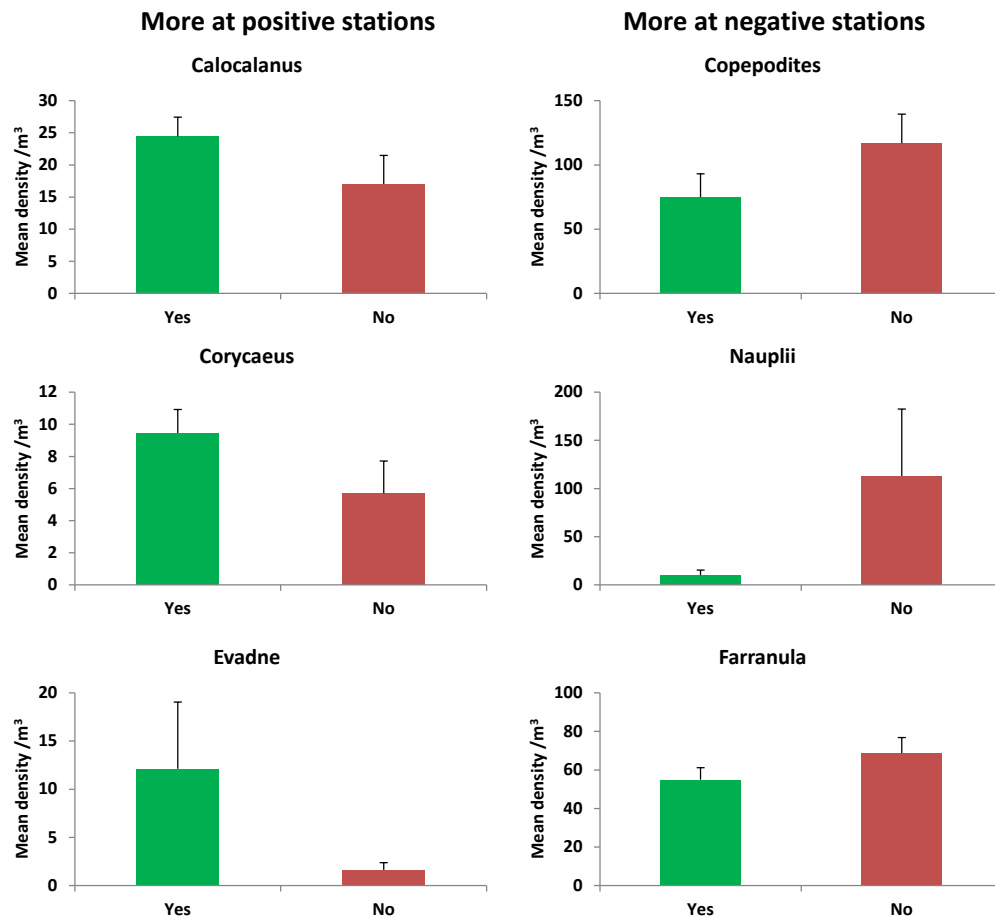 More at positive stations
More at negative stations
Calocalanus
Mean density /m³
30
25
20
15
10
5
0
Yes
No
Copepodites
Mean density /m³
150
100
50
0
Yes
No
Corycaeus
Mean density /m³
12
10
8
6
4
2
0
Yes
No
Nauplii
Mean density /m³
200
150
100
50
0
Yes
No
Evadne
Mean density /m³
20
15
10
5
0
Yes
No
Farranula
Mean density /m³
100
80
60
40
20
0
Yes
No